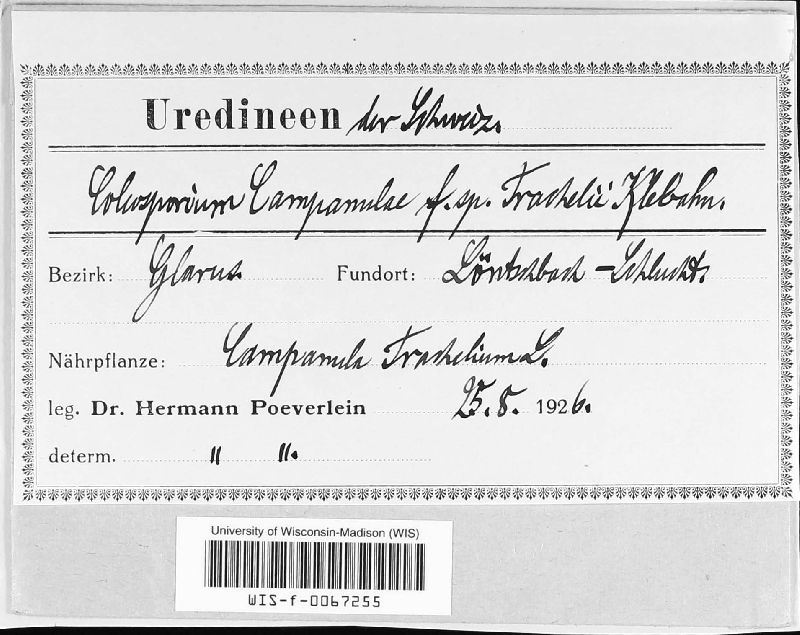 Uredineen der Schweiz.
Coleosporium Campanulae f. sp. Trachelii Klebahn.
Bezirk: Glarus Fundort: Löntschbach-Schlucht.
Nährpflanze: Campanula Trachelium L.
leg. Dr. Hermann Poeverlein 25. 8. 1926.
determ. " ".
University of Wisconsin-Madison (WIS)
WIS-f-0067255